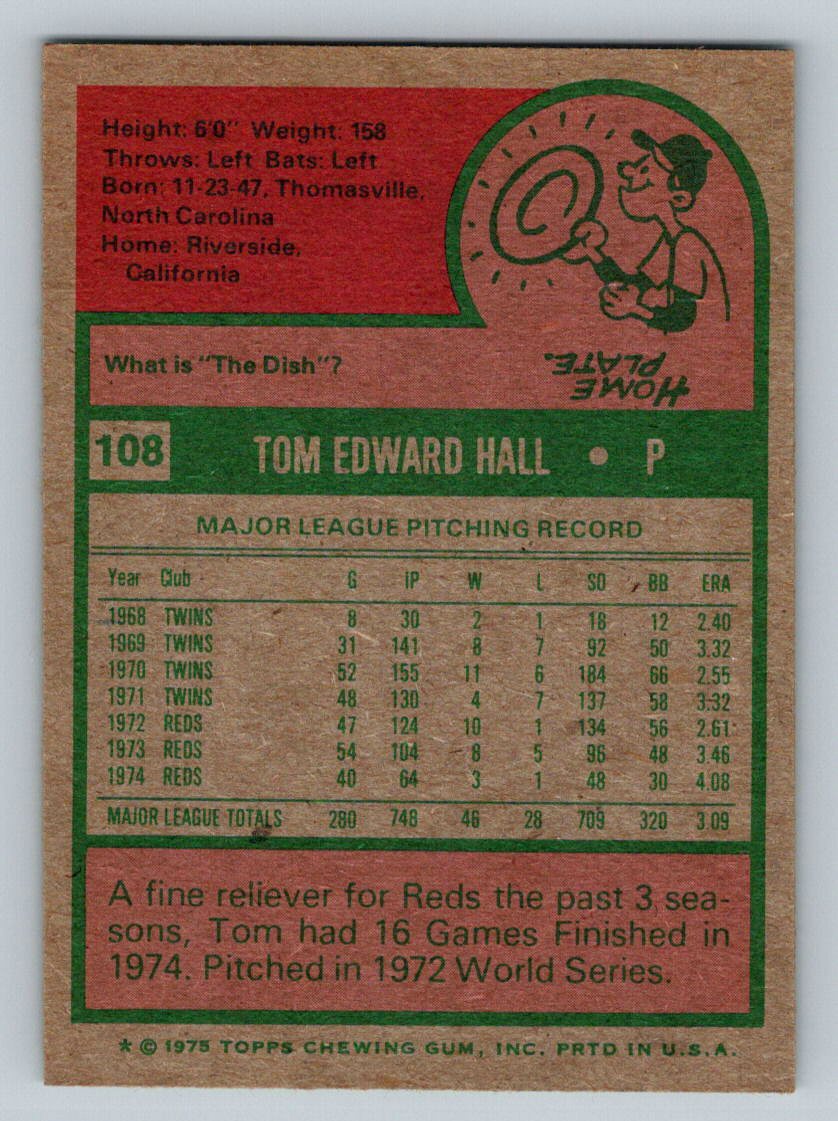 Height: 6'0" Weight: 158
Throws: Left Bats: Left
Born: 11-23-47, Thomasville,
North Carolina
Home: Riverside,
California
What is "The Dish"?
HOME
PLATE.
108 TOM EDWARD HALL • P
MAJOR LEAGUE PITCHING RECORD
Year Club G IP W L SO BB ERA
1968 TWINS 8 30 2 1 18 12 2.40
1969 TWINS 31 141 8 7 92 50 3.32
1970 TWINS 52 155 11 6 184 66 2.55
1971 TWINS 48 130 4 7 137 58 3.32
1972 REDS 47 124 10 1 134 56 2.61
1973 REDS 54 104 8 5 96 48 3.46
1974 REDS 40 64 3 1 48 30 4.08
MAJOR LEAGUE TOTALS 280 748 46 28 709 320 3.09
A fine reliever for Reds the past 3 sea-
sons, Tom had 16 Games Finished in
1974. Pitched in 1972 World Series.
* © 1975 TOPPS CHEWING GUM, INC. PRTD IN U.S.A.